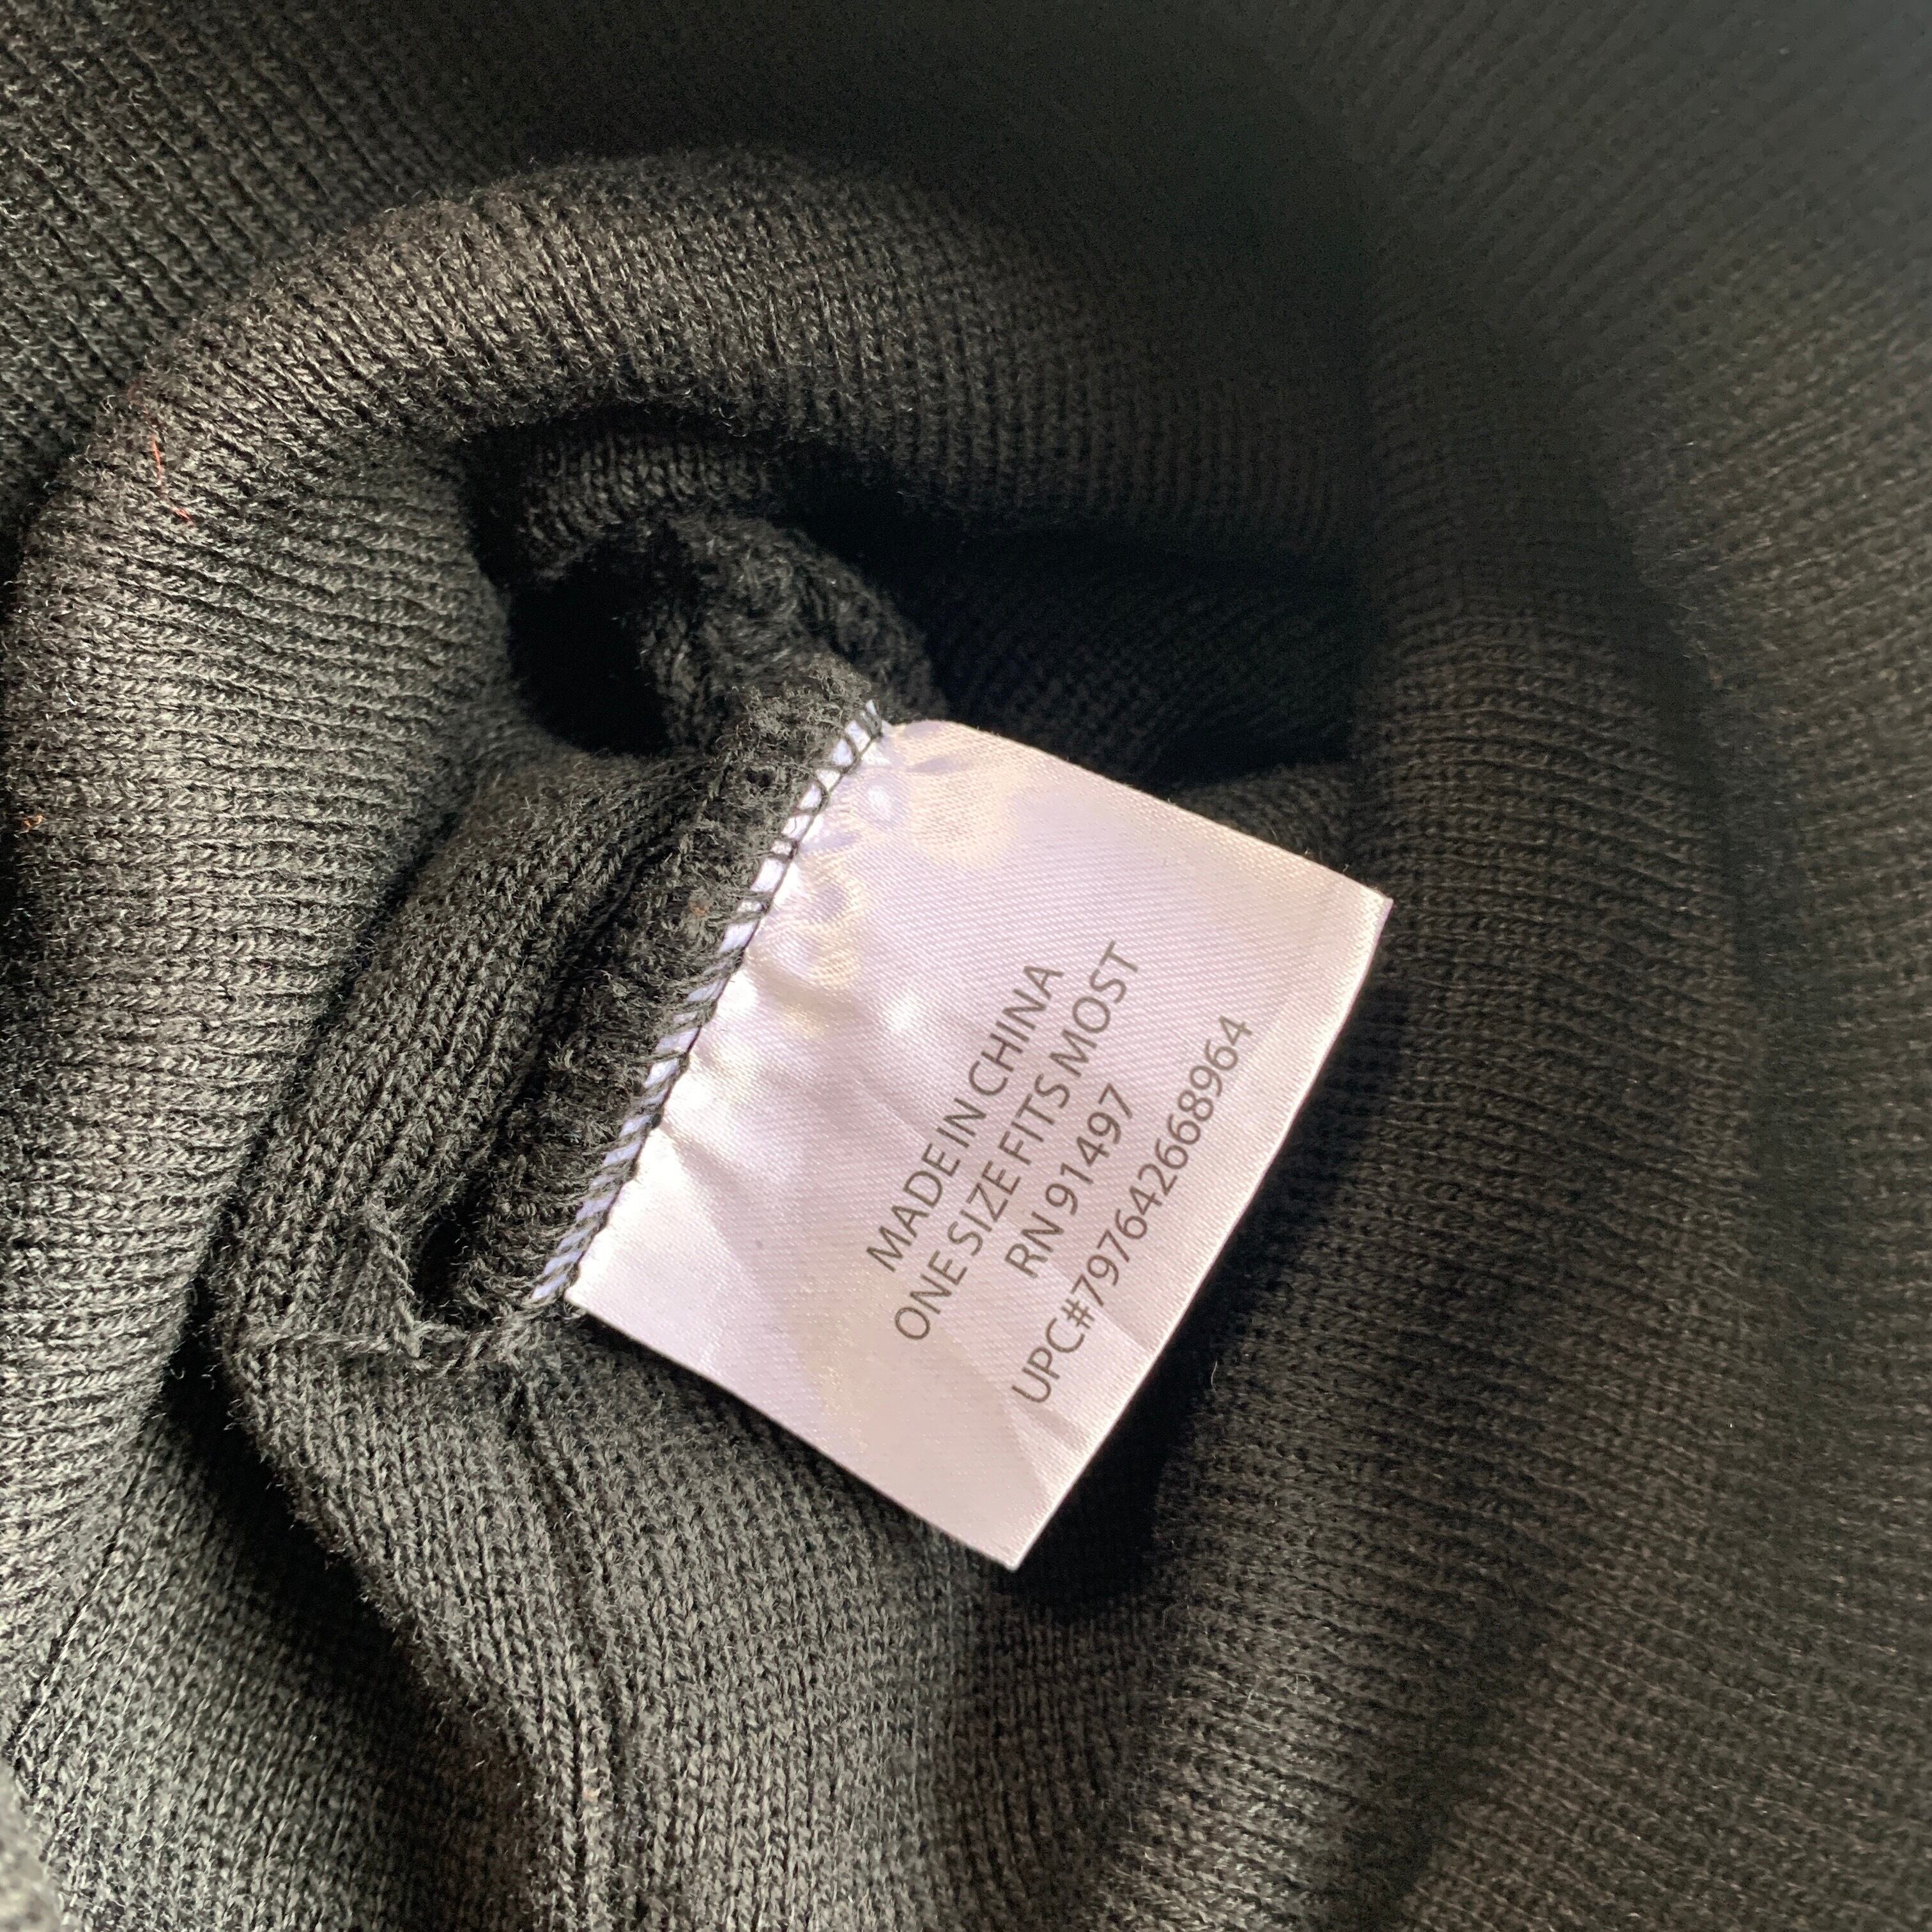 MADE IN CHINA
ONE SIZE FITS MOST
RN 91497
UPC#797642668964